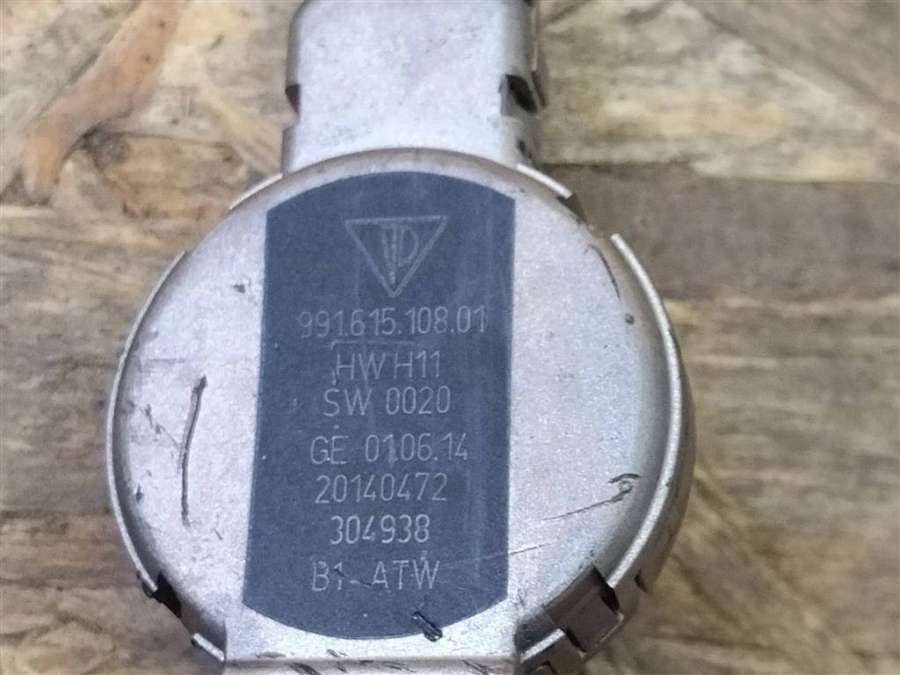 991.615.108.01
HW H11
SW 0020
GE 01.06.14
20140472
304938
B1- ATW